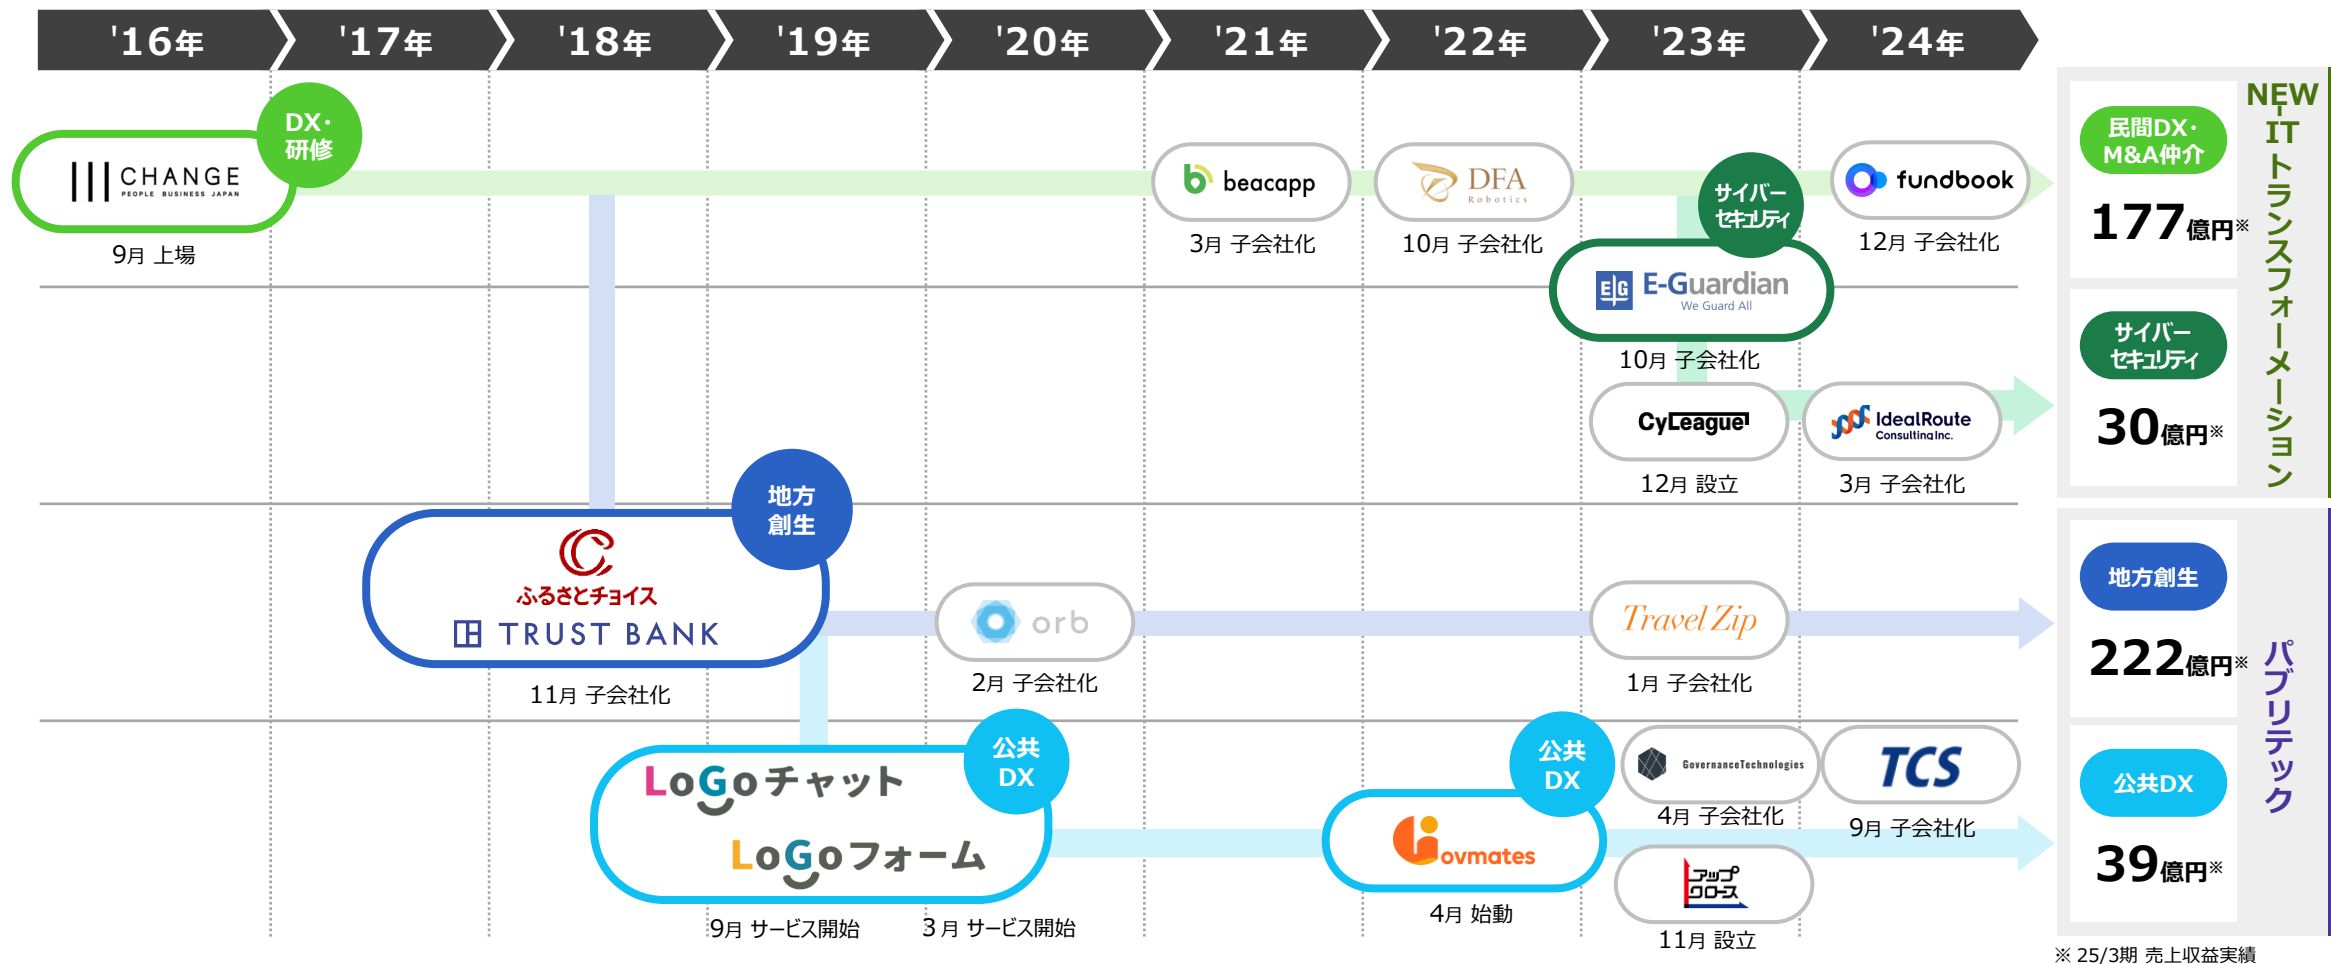 '16年
'17年
'18年
'19年
'20年
'21年
'22年
'23年
'24年
DX・
研修
CHANGE
PEOPLE BUSINESS JAPAN
9月 上場
beacapp
3月 子会社化
DFA
Robotics
10月 子会社化
サイバー
セキュリティ
E-Guardian
We Guard All
10月 子会社化
fundbook
12月 子会社化
CyLeague
12月 設立
IdealRoute
Consulting Inc.
3月 子会社化
地方
創生
ふるさとチョイス
TRUST BANK
11月 子会社化
orb
2月 子会社化
Travel Zip
1月 子会社化
公共
DX
LoGoチャット
LoGoフォーム
9月 サービス開始
3月 サービス開始
公共
DX
Govmates
4月 始動
GovernanceTechnologies
4月 子会社化
TCS
9月 子会社化
アップ
クロース
11月 設立
民間DX・
M&A仲介
177億円※
サイバー
セキュリティ
30億円※
NEW-ITトランスフォーメーション
地方創生
222億円※
公共DX
39億円※
パブリテック
※ 25/3期 売上収益実績